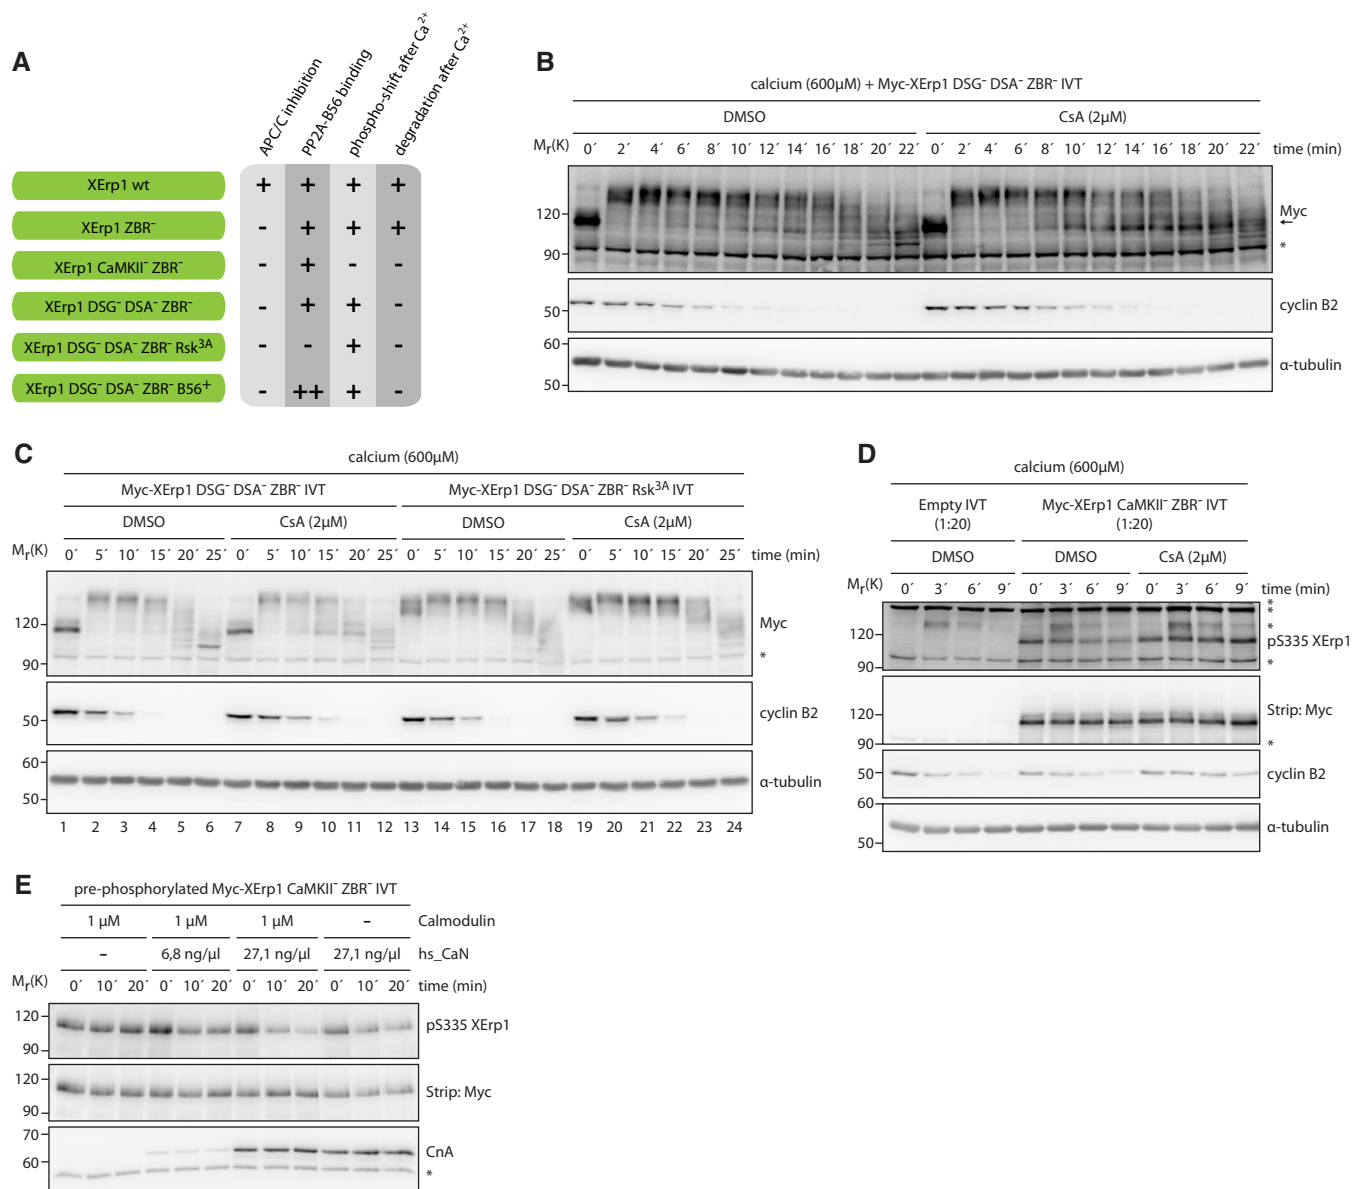 A
APC/C inhibition
PP2A-B56 binding
phospho-shift after Ca2+
degradation after Ca2+
XErp1 wt + + + +
XErp1 ZBR- - + + +
XErp1 CaMKII- ZBR- - + - -
XErp1 DSG- DSA- ZBR- - + + -
XErp1 DSG- DSA- ZBR- Rsk3A - - + -
XErp1 DSG- DSA- ZBR- B56+ - ++ + -
B
calcium (600µM) + Myc-XErp1 DSG- DSA- ZBR- IVT
DMSO CsA (2µM)
Mr(K) 0´ 2´ 4´ 6´ 8´ 10´ 12´ 14´ 16´ 18´ 20´ 22´ 0´ 2´ 4´ 6´ 8´ 10´ 12´ 14´ 16´ 18´ 20´ 22´ time (min)
120 Myc
←
90 *
50 cyclin B2
60
α-tubulin
50
C
calcium (600µM)
Myc-XErp1 DSG- DSA- ZBR- IVT Myc-XErp1 DSG- DSA- ZBR- Rsk3A IVT
DMSO CsA (2µM) DMSO CsA (2µM)
Mr(K) 0´ 5´ 10´ 15´ 20´ 25´ 0´ 5´ 10´ 15´ 20´ 25´ 0´ 5´ 10´ 15´ 20´ 25´ 0´ 5´ 10´ 15´ 20´ 25´ time (min)
120 Myc
90 *
50 cyclin B2
60
α-tubulin
50
1 2 3 4 5 6 7 8 9 10 11 12 13 14 15 16 17 18 19 20 21 22 23 24
D
calcium (600µM)
Empty IVT (1:20)
Myc-XErp1 CaMKII- ZBR- IVT (1:20)
DMSO DMSO CsA (2µM)
Mr(K) 0´ 3´ 6´ 9´ 0´ 3´ 6´ 9´ 0´ 3´ 6´ 9´ time (min)
*
*
*
120 pS335 XErp1
90 *
120 Strip: Myc
90 *
50 cyclin B2
60
α-tubulin
50
E
pre-phosphorylated Myc-XErp1 CaMKII- ZBR- IVT
1 µM 1 µM 1 µM – Calmodulin
– 6,8 ng/µl 27,1 ng/µl 27,1 ng/µl hs_CaN
Mr(K) 0´ 10´ 20´ 0´ 10´ 20´ 0´ 10´ 20´ 0´ 10´ 20´ time (min)
120 pS335 XErp1
90
120 Strip: Myc
90
70 CnA
60 *